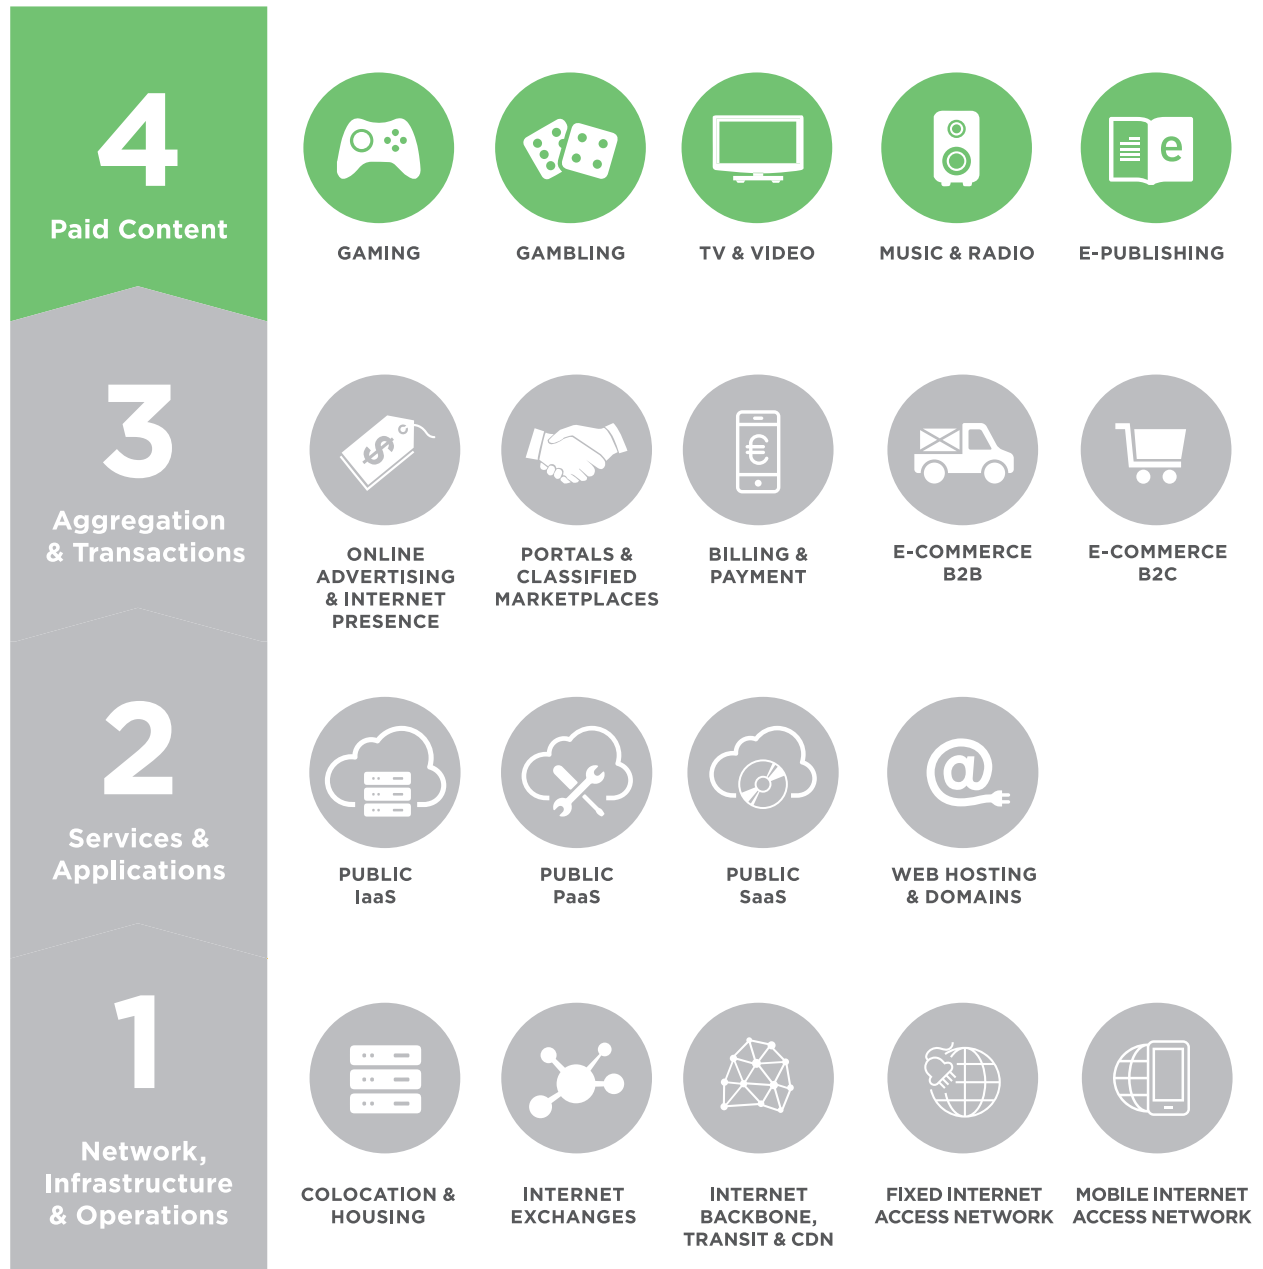 4
Paid Content
GAMING
GAMBLING
TV & VIDEO
MUSIC & RADIO
e
E-PUBLISHING
3
Aggregation
& Transactions
$
ONLINE
ADVERTISING
& INTERNET
PRESENCE
PORTALS &
CLASSIFIED
MARKETPLACES
€
BILLING &
PAYMENT
E-COMMERCE
B2B
E-COMMERCE
B2C
2
Services &
Applications
PUBLIC
IaaS
PUBLIC
PaaS
PUBLIC
SaaS
@
WEB HOSTING
& DOMAINS
1
Network,
Infrastructure
& Operations
COLOCATION &
HOUSING
INTERNET
EXCHANGES
INTERNET
BACKBONE,
TRANSIT & CDN
FIXED INTERNET
ACCESS NETWORK
MOBILE INTERNET
ACCESS NETWORK